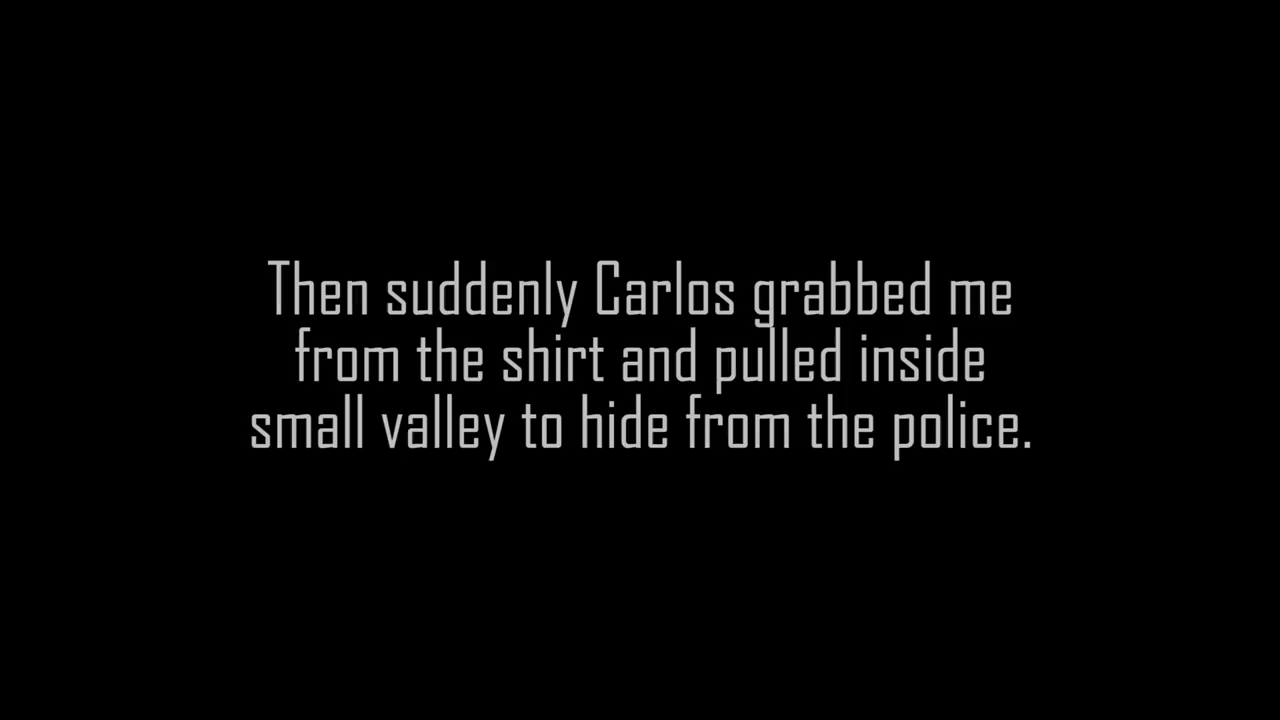 Then suddenly Carlos grabbed me
from the shirt and pulled inside
small valley to hide from the police.